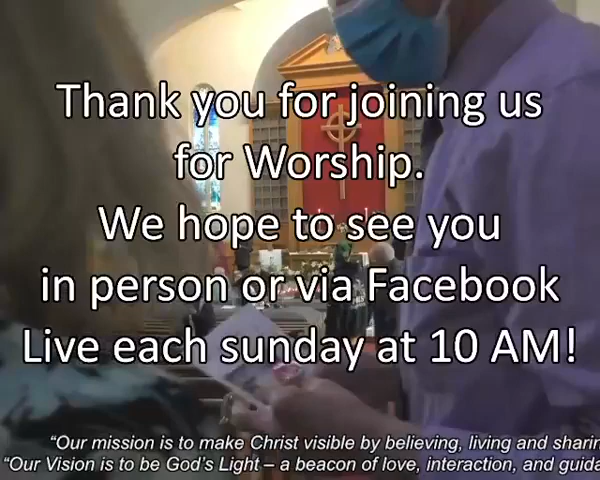 Thank you for joining us
for Worship.
We hope to see you
in person or via Facebook
Live each sunday at 10 AM!
“Our mission is to make Christ visible by believing, living and sharin
“Our Vision is to be God’s Light – a beacon of love, interaction, and guida